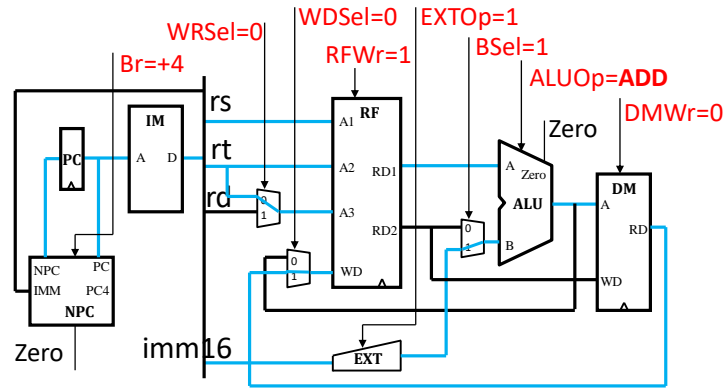 WDSel=0 EXTOp=1
WRSel=0 BSel=1
Br=+4 RFWr=1 ALUOp=ADD
DMWr=0
IM rs RF Zero
A1
PC A D rt A2 RD1 A Zero DM
rd 0 1 A3 ALU A RD
RD2 0 1 B
NPC PC 0 1 WD WD
IMM PC4
NPC
Zero imm16 EXT